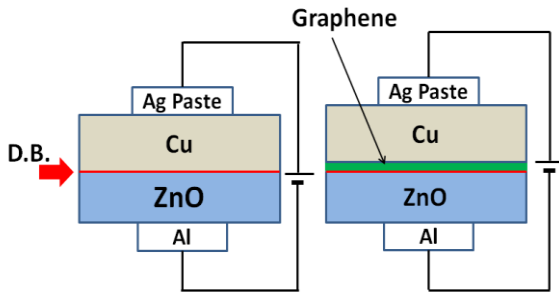 Graphene
Ag Paste
Cu
D.B.
ZnO
Al
Ag Paste
Cu
ZnO
Al